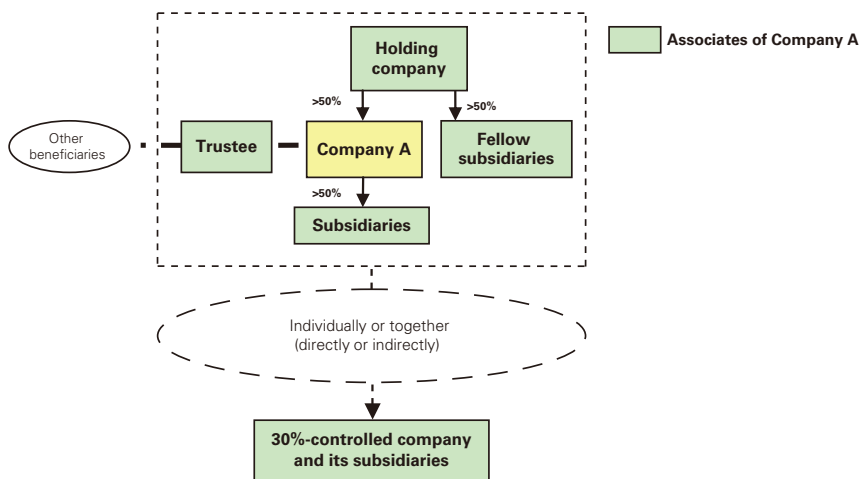 Holding
company
Associates of Company A
>50%
>50%
Other
beneficiaries
Trustee
Company A
Fellow
subsidiaries
>50%
Subsidiaries
Individually or together
(directly or indirectly)
30%-controlled company
and its subsidiaries